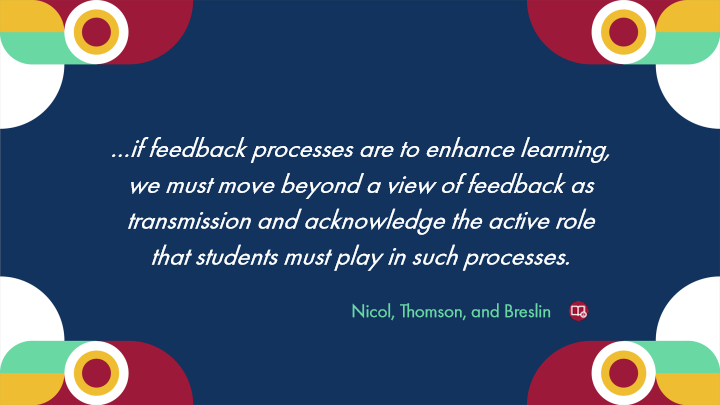 ...if feedback processes are to enhance learning,
we must move beyond a view of feedback as
transmission and acknowledge the active role
that students must play in such processes.
Nicol, Thomson, and Breslin